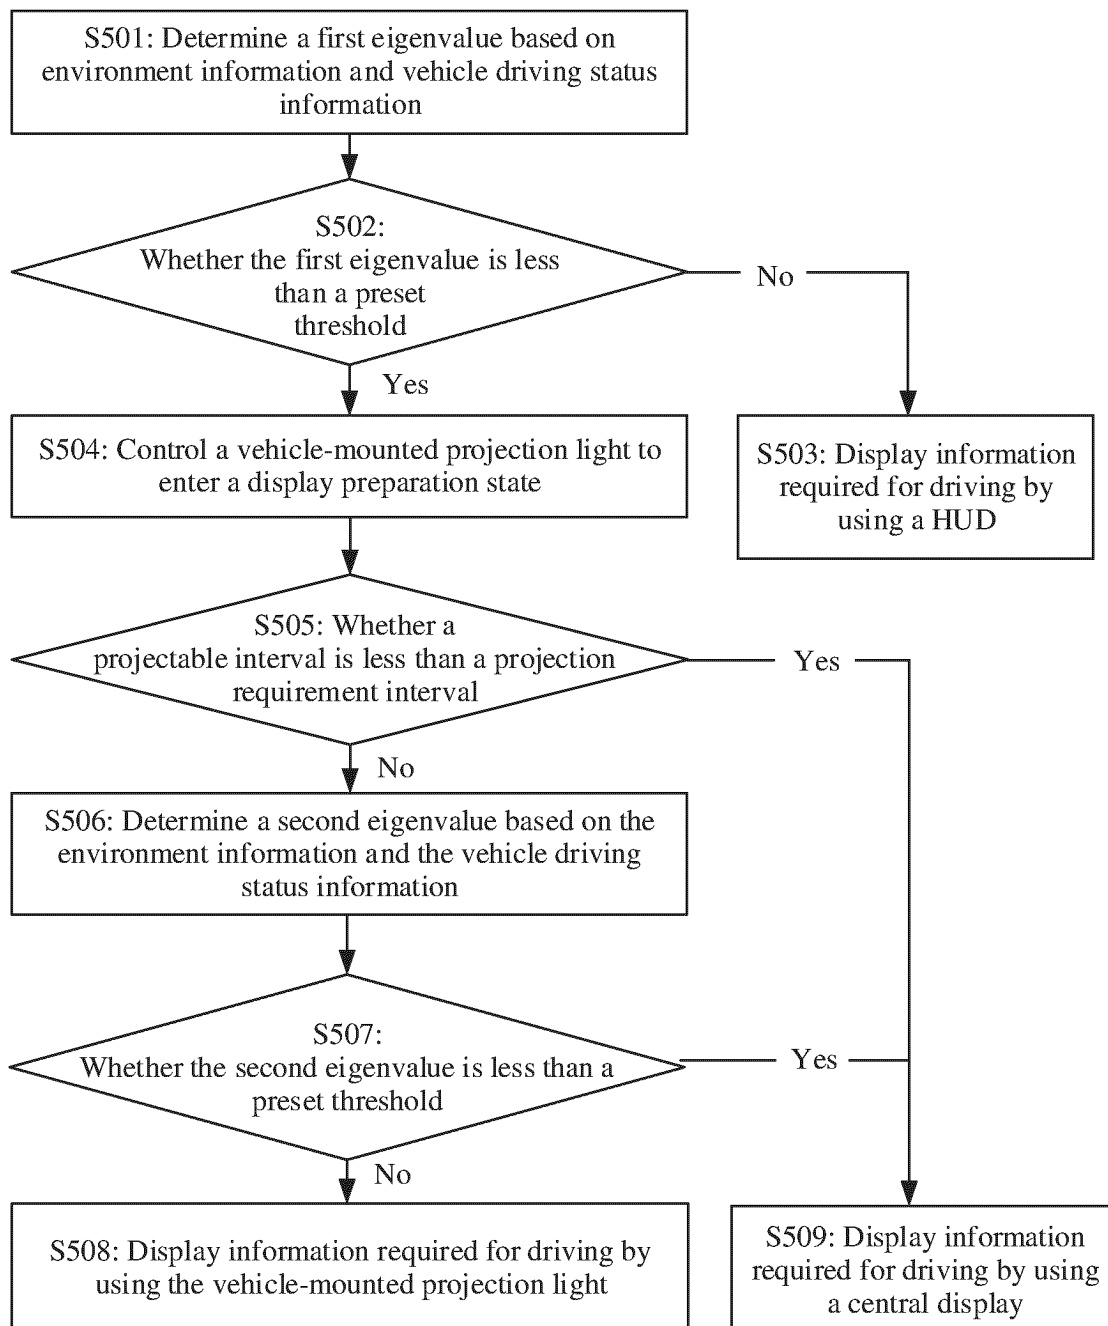 S501: Determine a first eigenvalue based on
environment information and vehicle driving status
information
S502:
Whether the first eigenvalue is less
than a preset
threshold
No
Yes
S504: Control a vehicle-mounted projection light to
enter a display preparation state
S503: Display information
required for driving by
using a HUD
S505: Whether a
projectable interval is less than a projection
requirement interval
Yes
No
S506: Determine a second eigenvalue based on the
environment information and the vehicle driving
status information
S507:
Whether the second eigenvalue is less than a
preset threshold
Yes
No
S508: Display information required for driving by
using the vehicle-mounted projection light
S509: Display information
required for driving by using
a central display